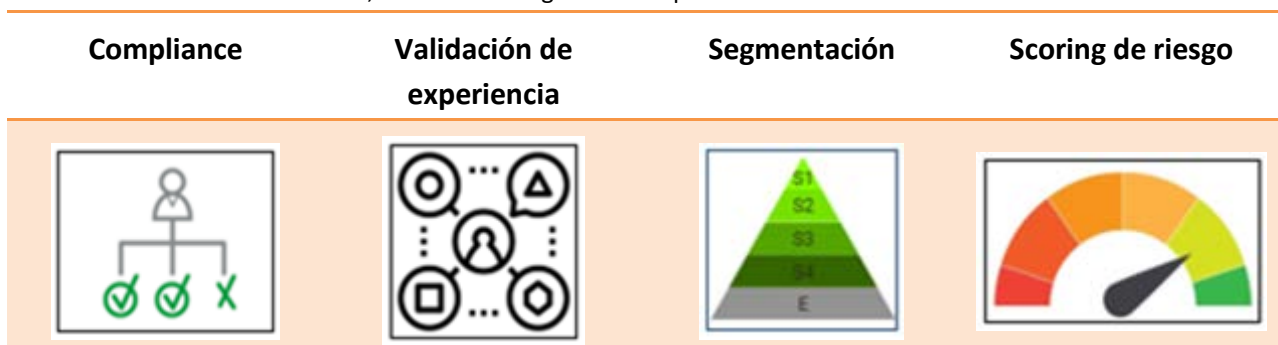 Compliance
Validación de
experiencia
Segmentación
Scoring de riesgo
S1
S2
S3
S4
E